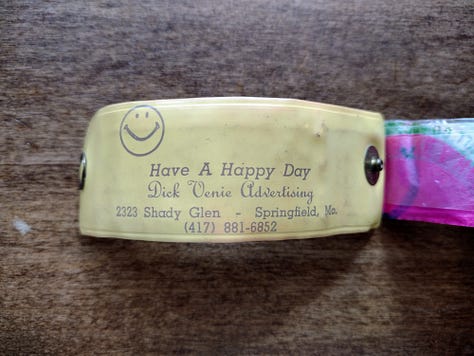 Have A Happy Day
Dick Venie Advertising
2323 Shady Glen - Springfield, Mo.
(417) 881-6852